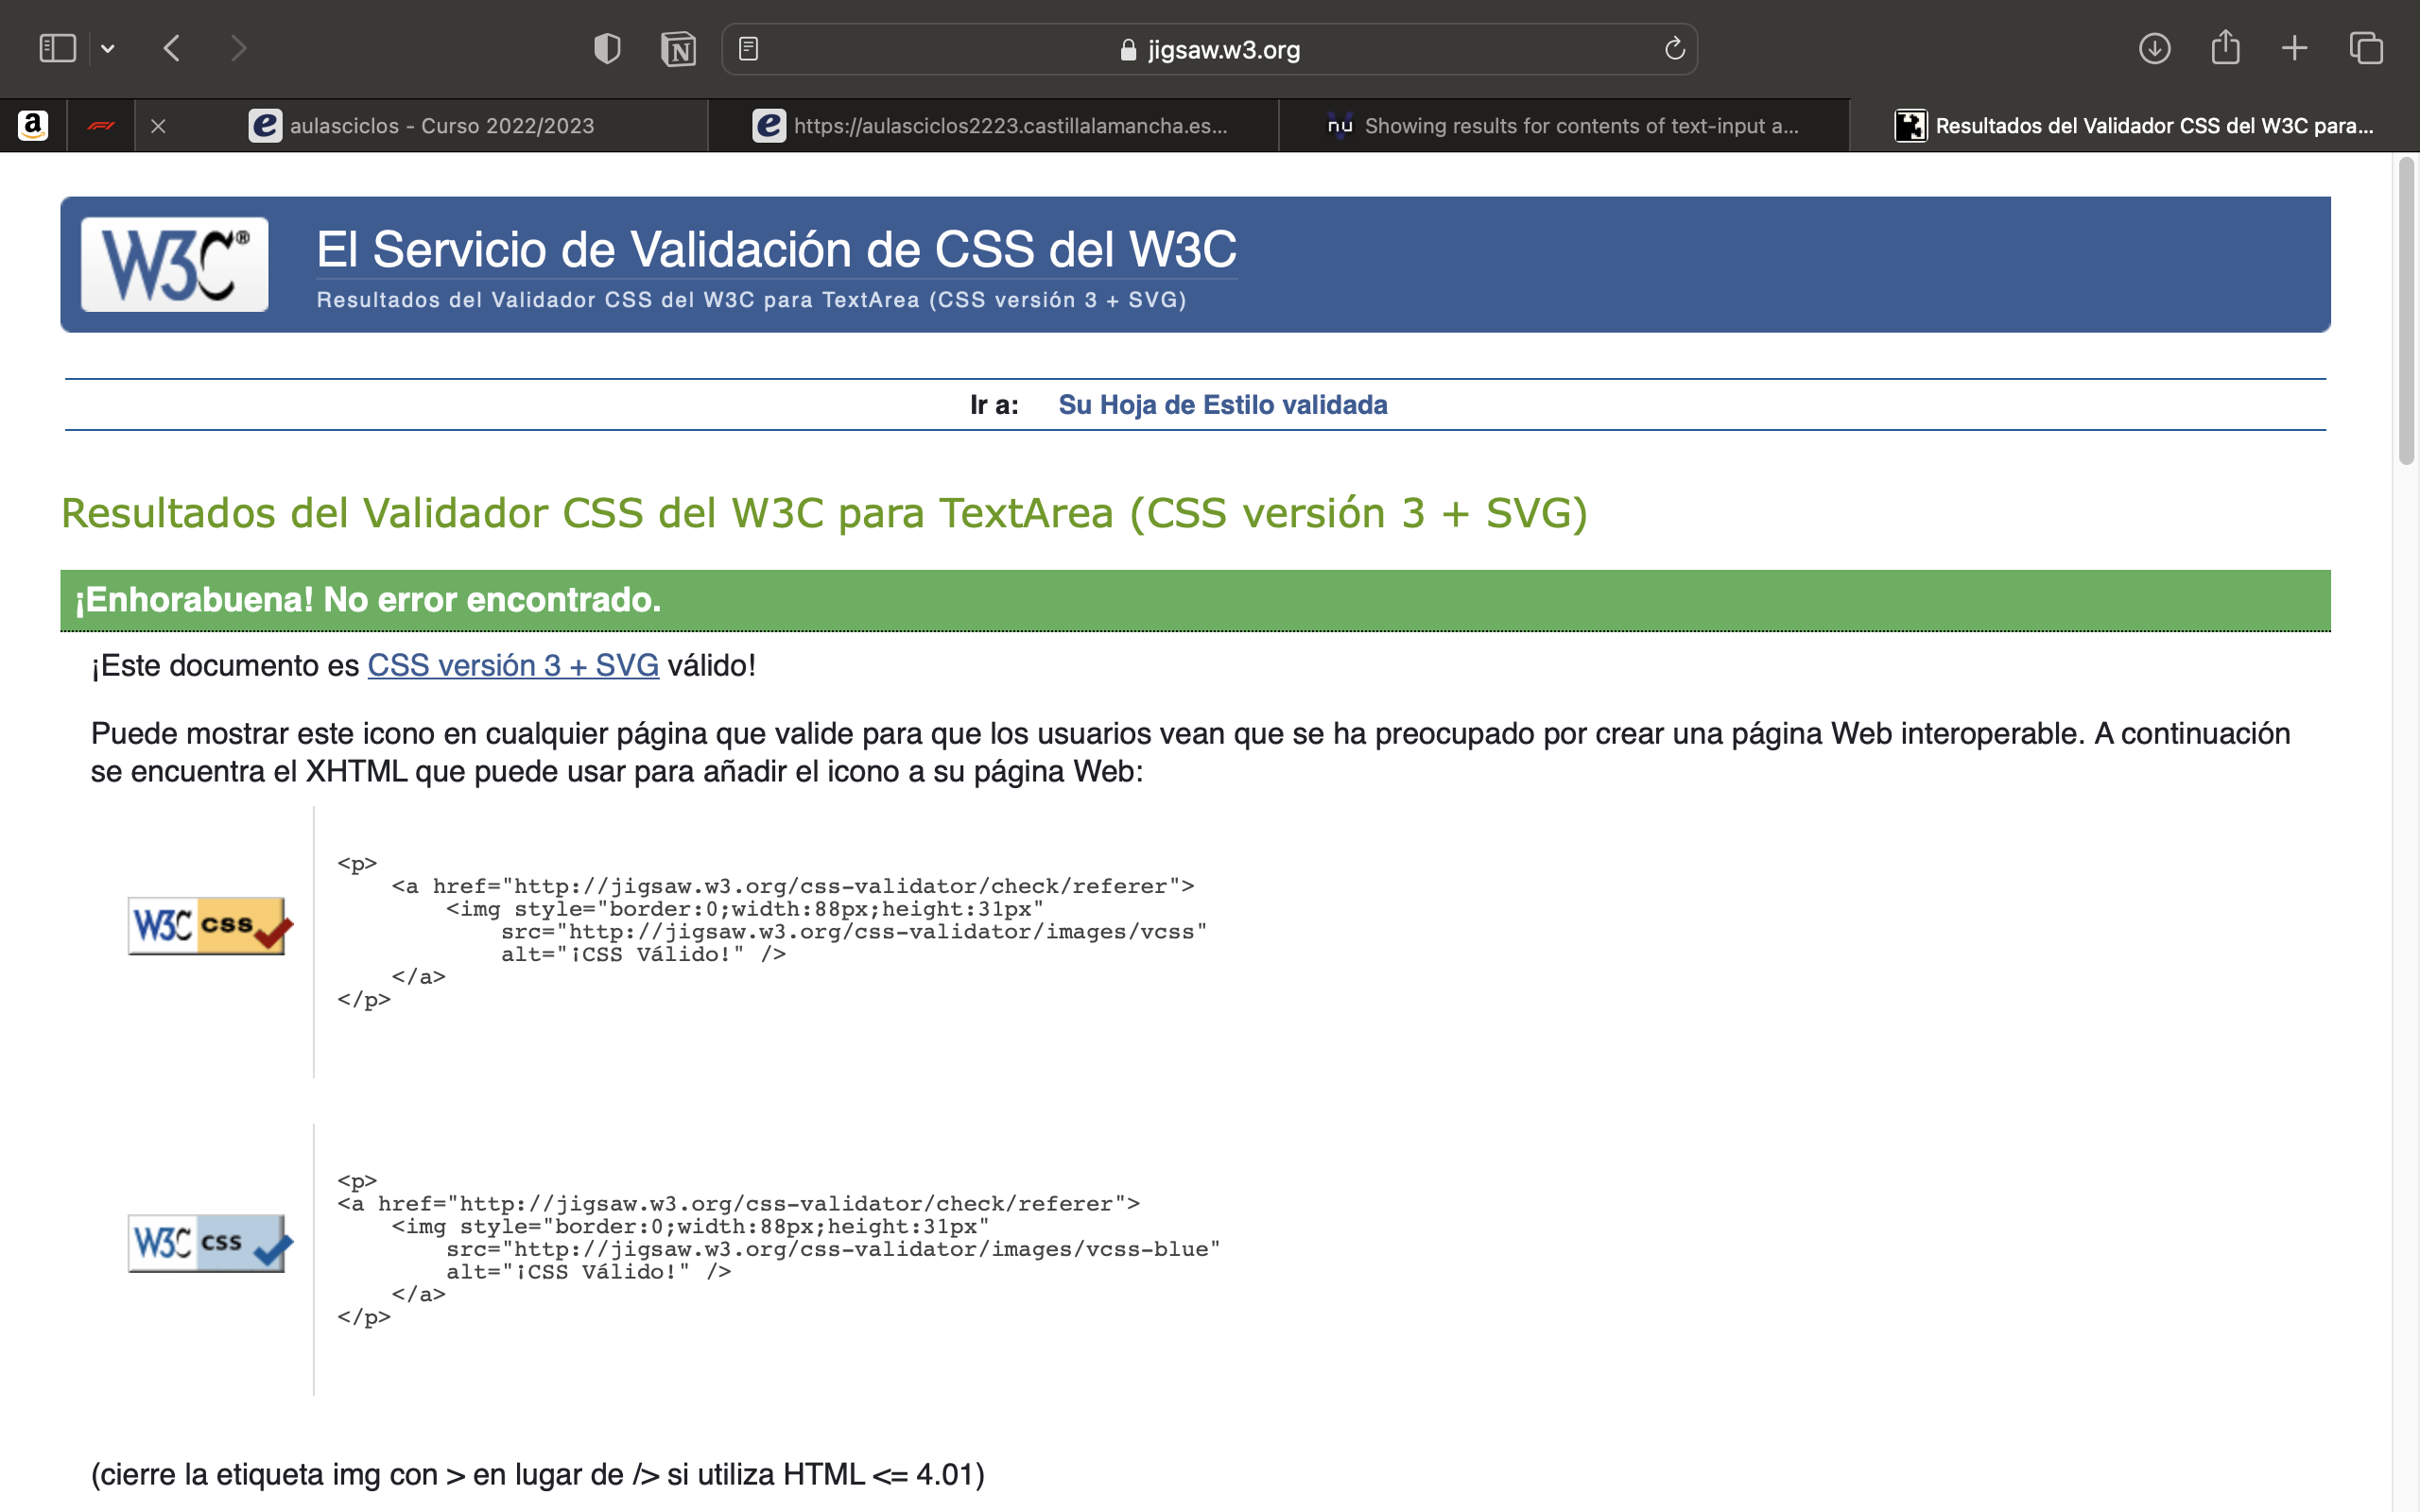 jigsaw.w3.org
a
aulasciclos - Curso 2022/2023
https://aulasciclos2223.castillalamancha.es...
Showing results for contents of text-input a...
Resultados del Validador CSS del W3C para...
W3C®
El Servicio de Validación de CSS del W3C
Resultados del Validador CSS del W3C para TextArea (CSS versión 3 + SVG)
Ir a: Su Hoja de Estilo validada
Resultados del Validador CSS del W3C para TextArea (CSS versión 3 + SVG)
¡Enhorabuena! No error encontrado.
¡Este documento es CSS versión 3 + SVG válido!
Puede mostrar este icono en cualquier página que valide para que los usuarios vean que se ha preocupado por crear una página Web interoperable. A continuación
se encuentra el XHTML que puede usar para añadir el icono a su página Web:
W3C css
<p>
<a href="http://jigsaw.w3.org/css-validator/check/referer">
<img style="border:0;width:88px;height:31px"
src="http://jigsaw.w3.org/css-validator/images/vcss"
alt="¡CSS Válido!" />
</a>
</p>
W3C css
<p>
<a href="http://jigsaw.w3.org/css-validator/check/referer">
<img style="border:0;width:88px;height:31px"
src="http://jigsaw.w3.org/css-validator/images/vcss-blue"
alt="¡CSS Válido!" />
</a>
</p>
(cierre la etiqueta img con > en lugar de /> si utiliza HTML <= 4.01)